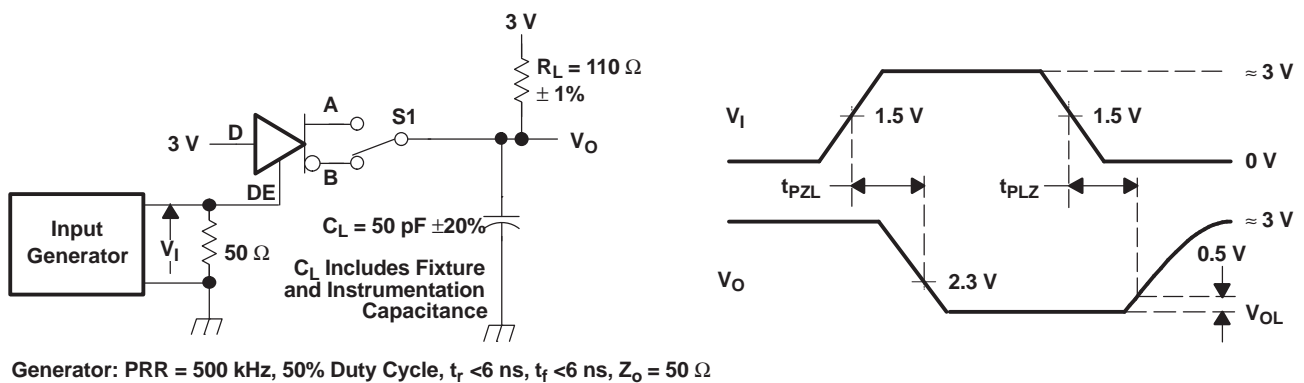 3 V
R_L = 110 Ω
± 1%
A
S1
3 V
D
V_O
B
DE
Input
Generator
V_I
50 Ω
C_L = 50 pF ±20%
C_L Includes Fixture
and Instrumentation
Capacitance
≈ 3 V
V_I
1.5 V
1.5 V
0 V
t_PZL
t_PLZ
≈ 3 V
0.5 V
V_O
2.3 V
V_OL
Generator: PRR = 500 kHz, 50% Duty Cycle, t_r <6 ns, t_f <6 ns, Z_o = 50 Ω